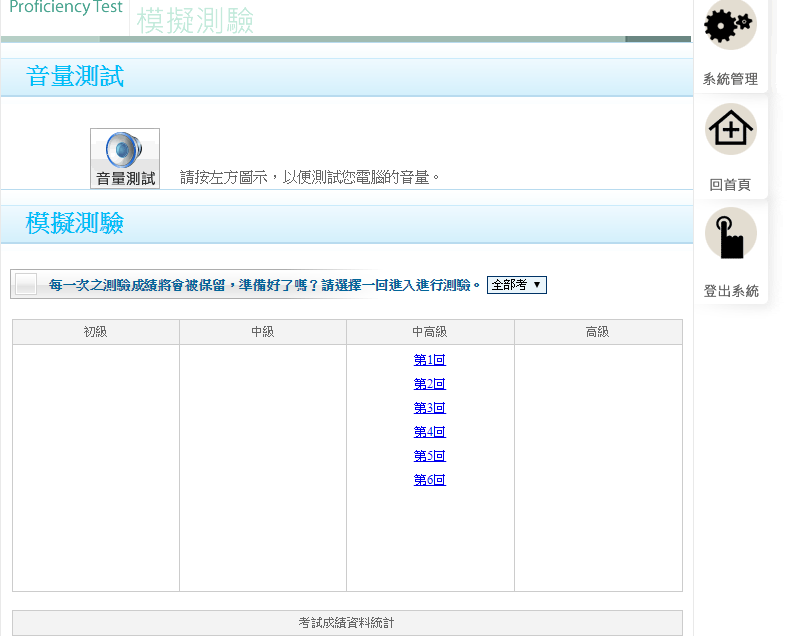 Proficiency Test
模擬測驗
系統管理
音量測試
音量測試
請按左方圖示，以便測試您電腦的音量。
回首頁
模擬測驗
登出系統
每一次之測驗成績將會被保留，準備好了嗎？請選擇一回進入進行測驗。 全部考
初級 中級 中高級 高級
第1回
第2回
第3回
第4回
第5回
第6回
考試成績資料統計